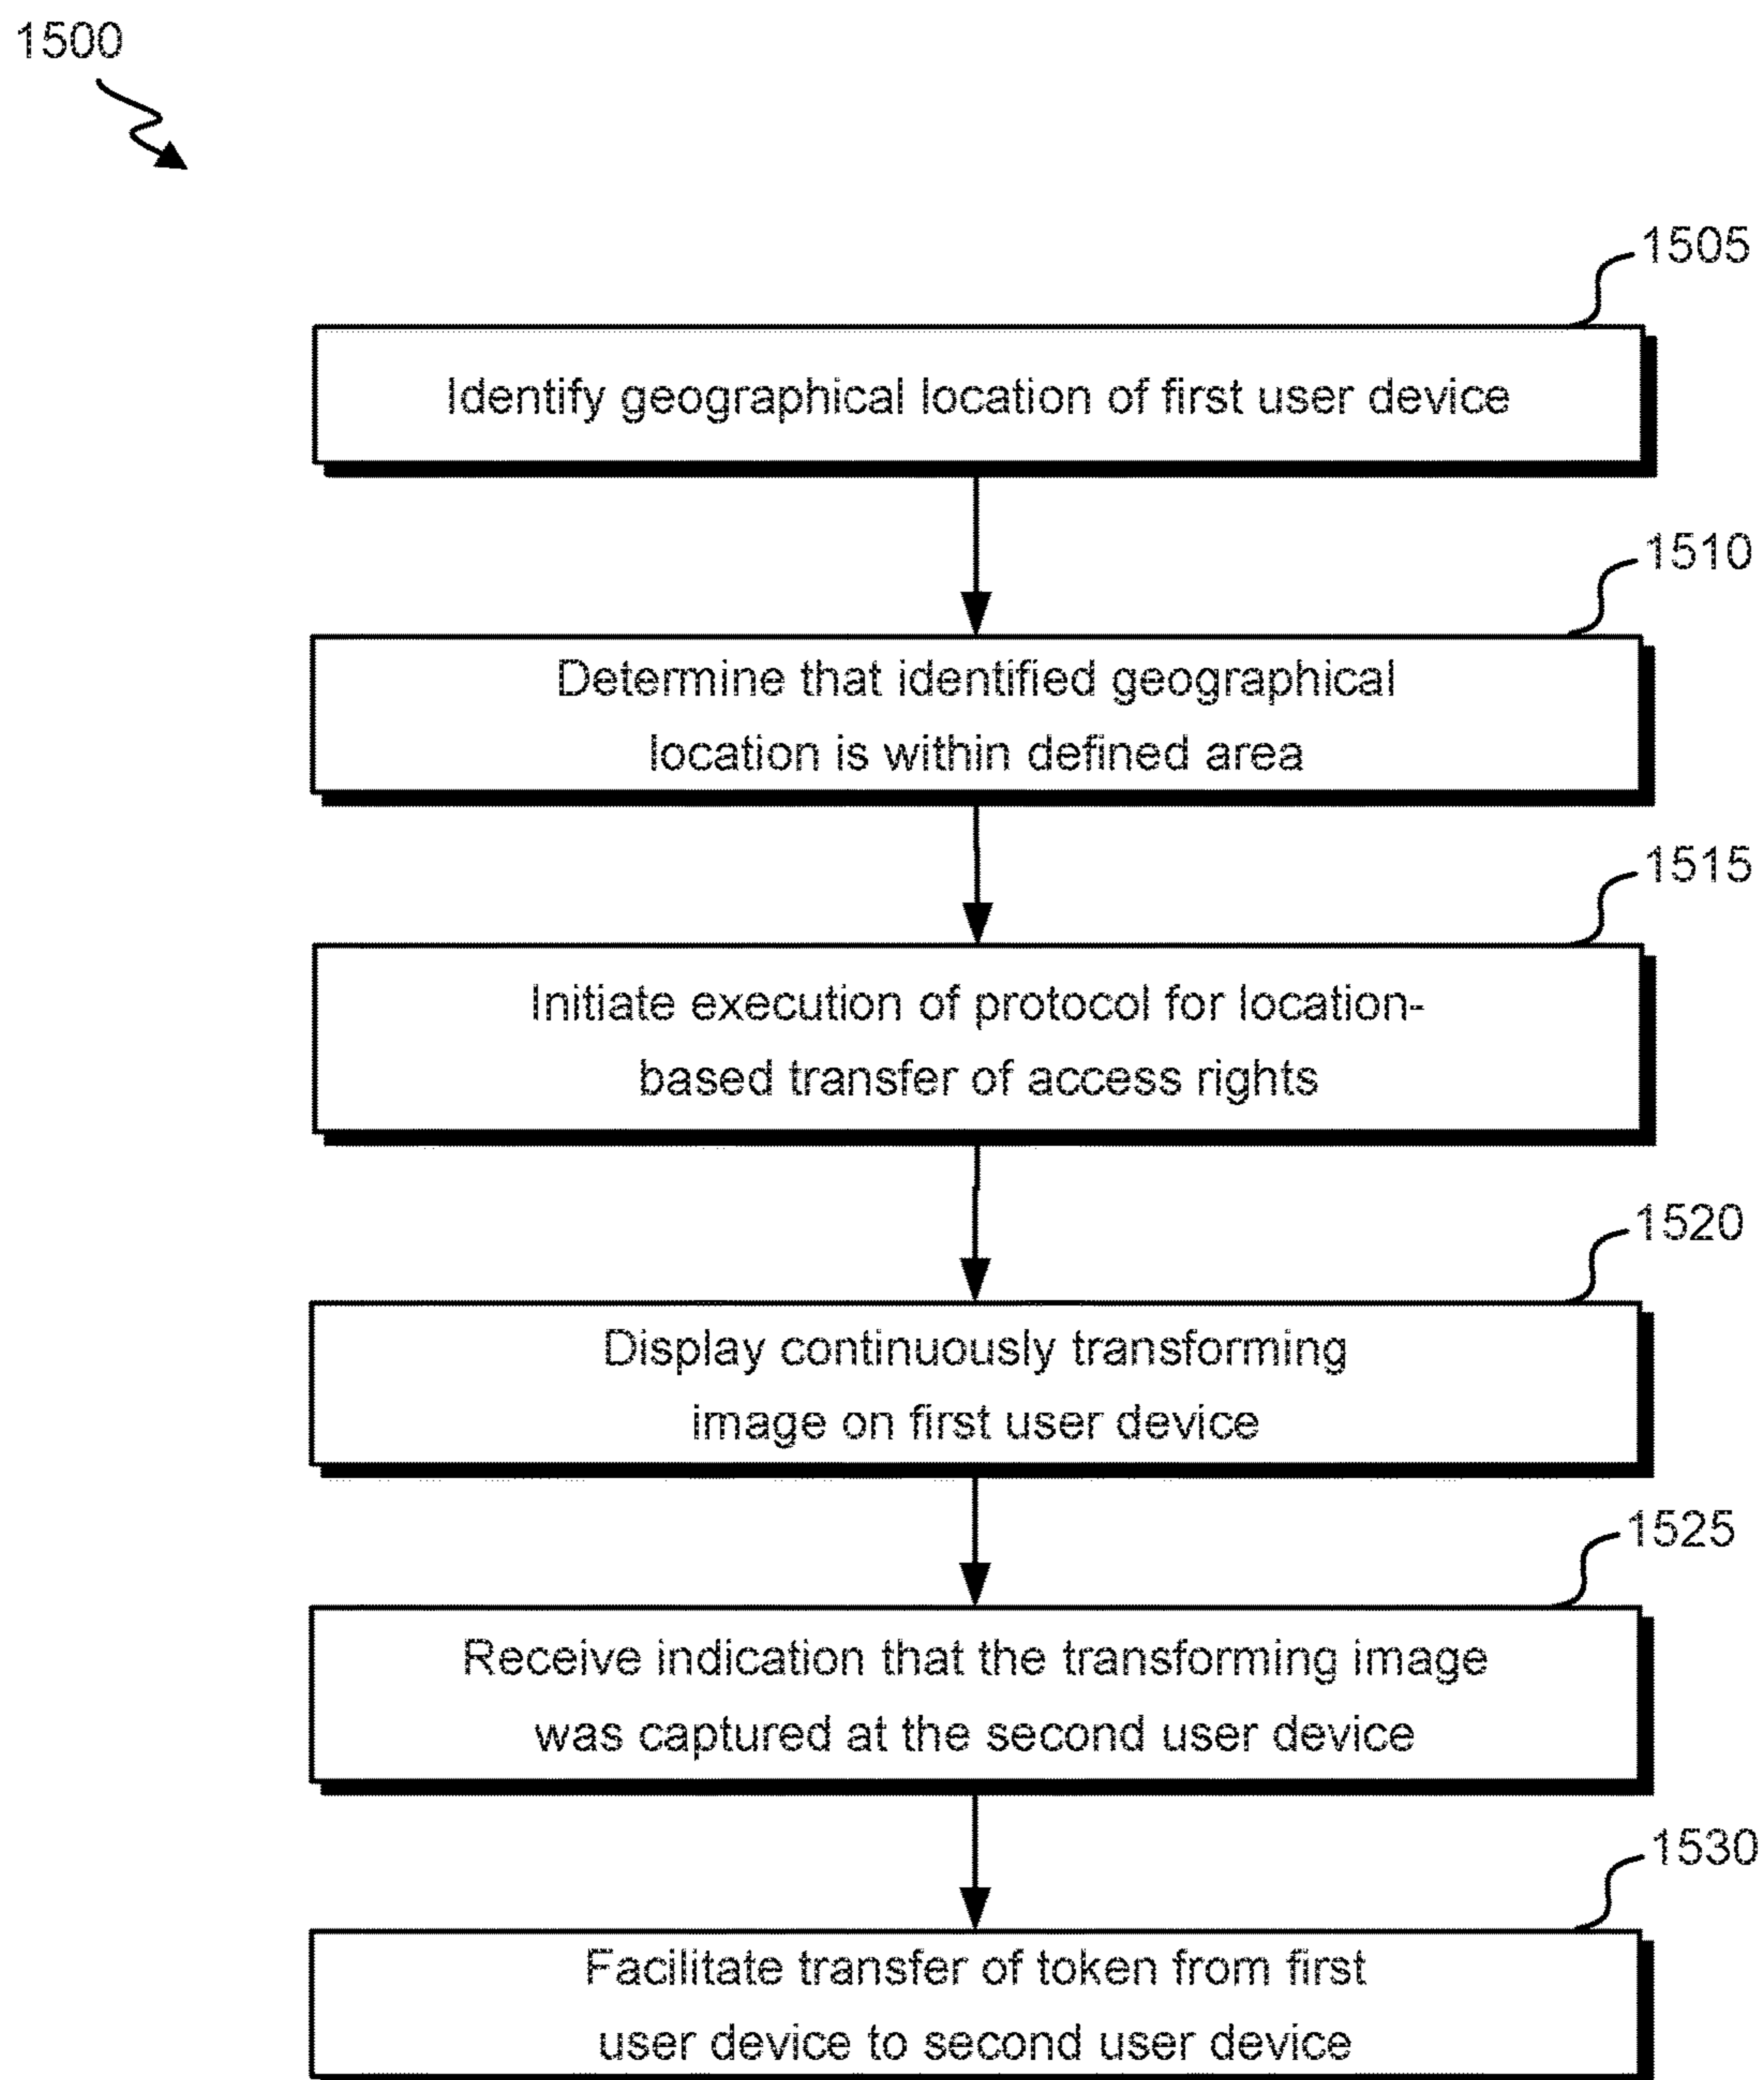 1500
1505
Identify geographical location of first user device
1510
Determine that identified geographical
location is within defined area
1515
Initiate execution of protocol for location-
based transfer of access rights
1520
Display continuously transforming
image on first user device
1525
Receive indication that the transforming image
was captured at the second user device
1530
Facilitate transfer of token from first
user device to second user device